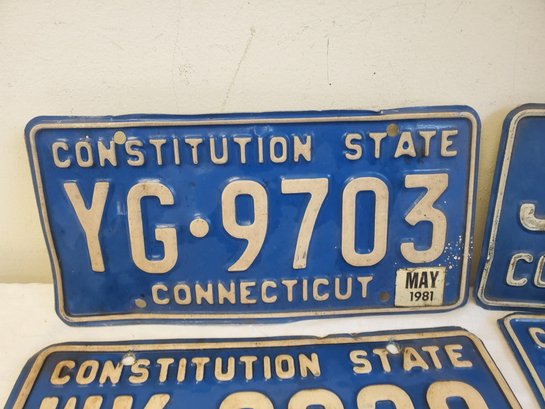 CONSTITUTION STATE
YG·9703
CONNECTICUT
MAY
1981
CONSTITUTION STATE